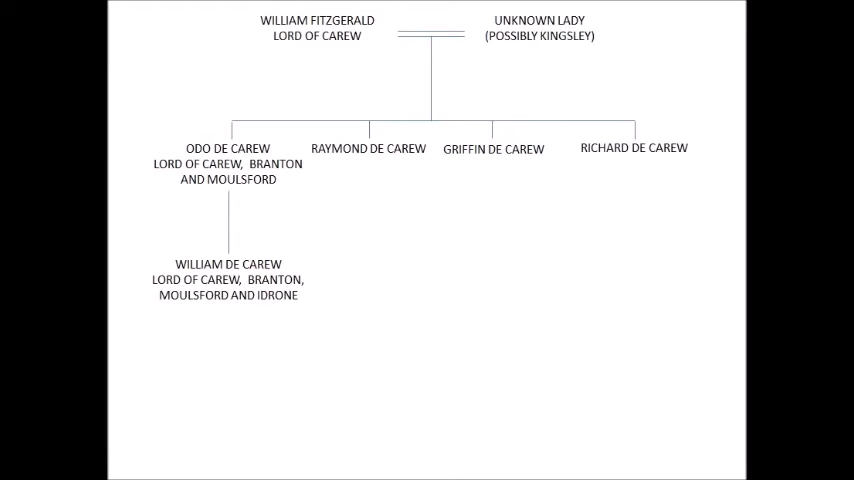 WILLIAM FITZGERALD
LORD OF CAREW
UNKNOWN LADY
(POSSIBLY KINGSLEY)
ODO DE CAREW
LORD OF CAREW, BRANTON
AND MOULSFORD
RAYMOND DE CAREW
GRIFFIN DE CAREW
RICHARD DE CAREW
WILLIAM DE CAREW
LORD OF CAREW, BRANTON,
MOULSFORD AND IDRONE